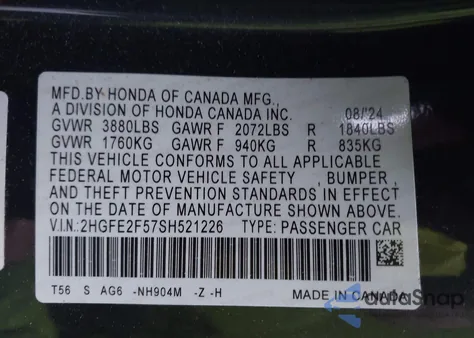 MFD.BY HONDA OF CANADA MFG.,
A DIVISION OF HONDA CANADA INC. 08/24
GVWR 3880LBS GAWR F 2072LBS R 1840LBS
GVWR 1760KG GAWR F 940KG R 835KG
THIS VEHICLE CONFORMS TO ALL APPLICABLE
FEDERAL MOTOR VEHICLE SAFETY , BUMPER ,
AND THEFT PREVENTION STANDARDS IN EFFECT
ON THE DATE OF MANUFACTURE SHOWN ABOVE.
V.I.N.:2HGFE2F57SH521226 TYPE: PASSENGER CAR
T56 S AG6 -NH904M -Z -H MADE IN CANADA
AutoSnap